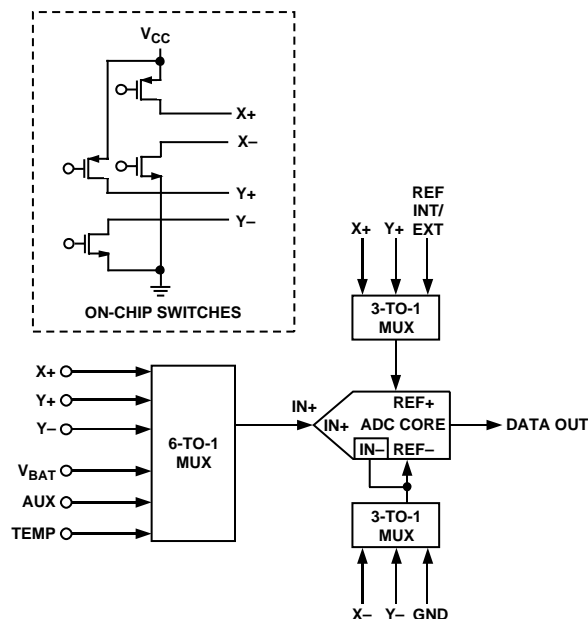 VCC
X+
X–
Y+
Y–
ON-CHIP SWITCHES
REF
INT/
EXT
X+
Y+
3-TO-1
MUX
X+
Y+
Y–
VBAT
AUX
TEMP
6-TO-1
MUX
IN+
IN+
REF+
ADC CORE
IN–
REF–
DATA OUT
3-TO-1
MUX
X–
Y–
GND